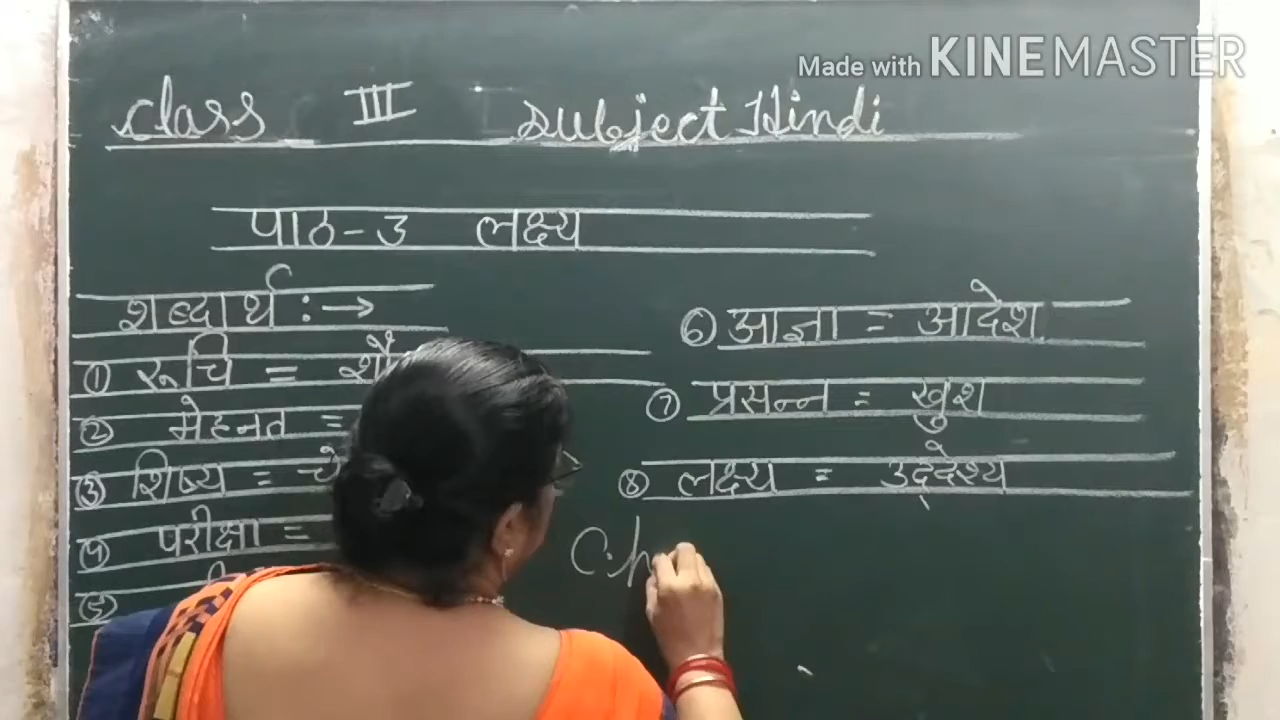 Made with KINEMASTER
Class III Subject Hindi
पाठ-3 लक्ष्य
शब्दार्थ :→
① रूचि =
② मेहनत =
③ शिष्य =
④ परीक्षा =
⑤
⑥ आज्ञा = आदेश
⑦ प्रसन्न = खुश
⑧ लक्ष्य = उद्देश्य